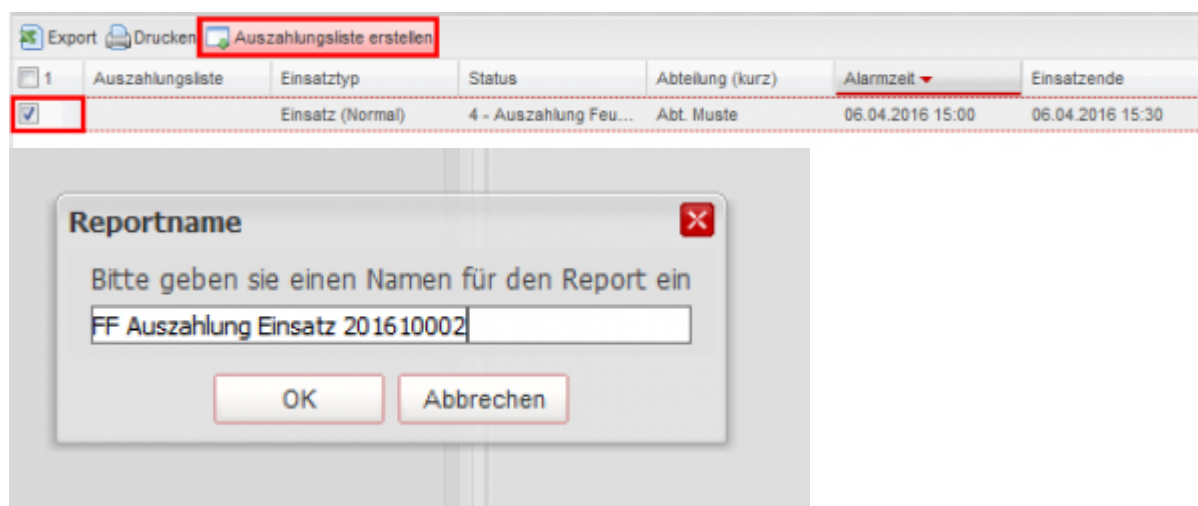 Export Drucken Auszahlungsliste erstellen
1 Auszahlungsliste Einsatztyp Status Abteilung (kurz) Alarmzeit Einsatzende
Einsatz (Normal) 4 - Auszahlung Feu... Abt. Muste 06.04.2016 15:00 06.04.2016 15:30
Reportname
Bitte geben sie einen Namen für den Report ein
FF Auszahlung Einsatz 201610002
OK Abbrechen